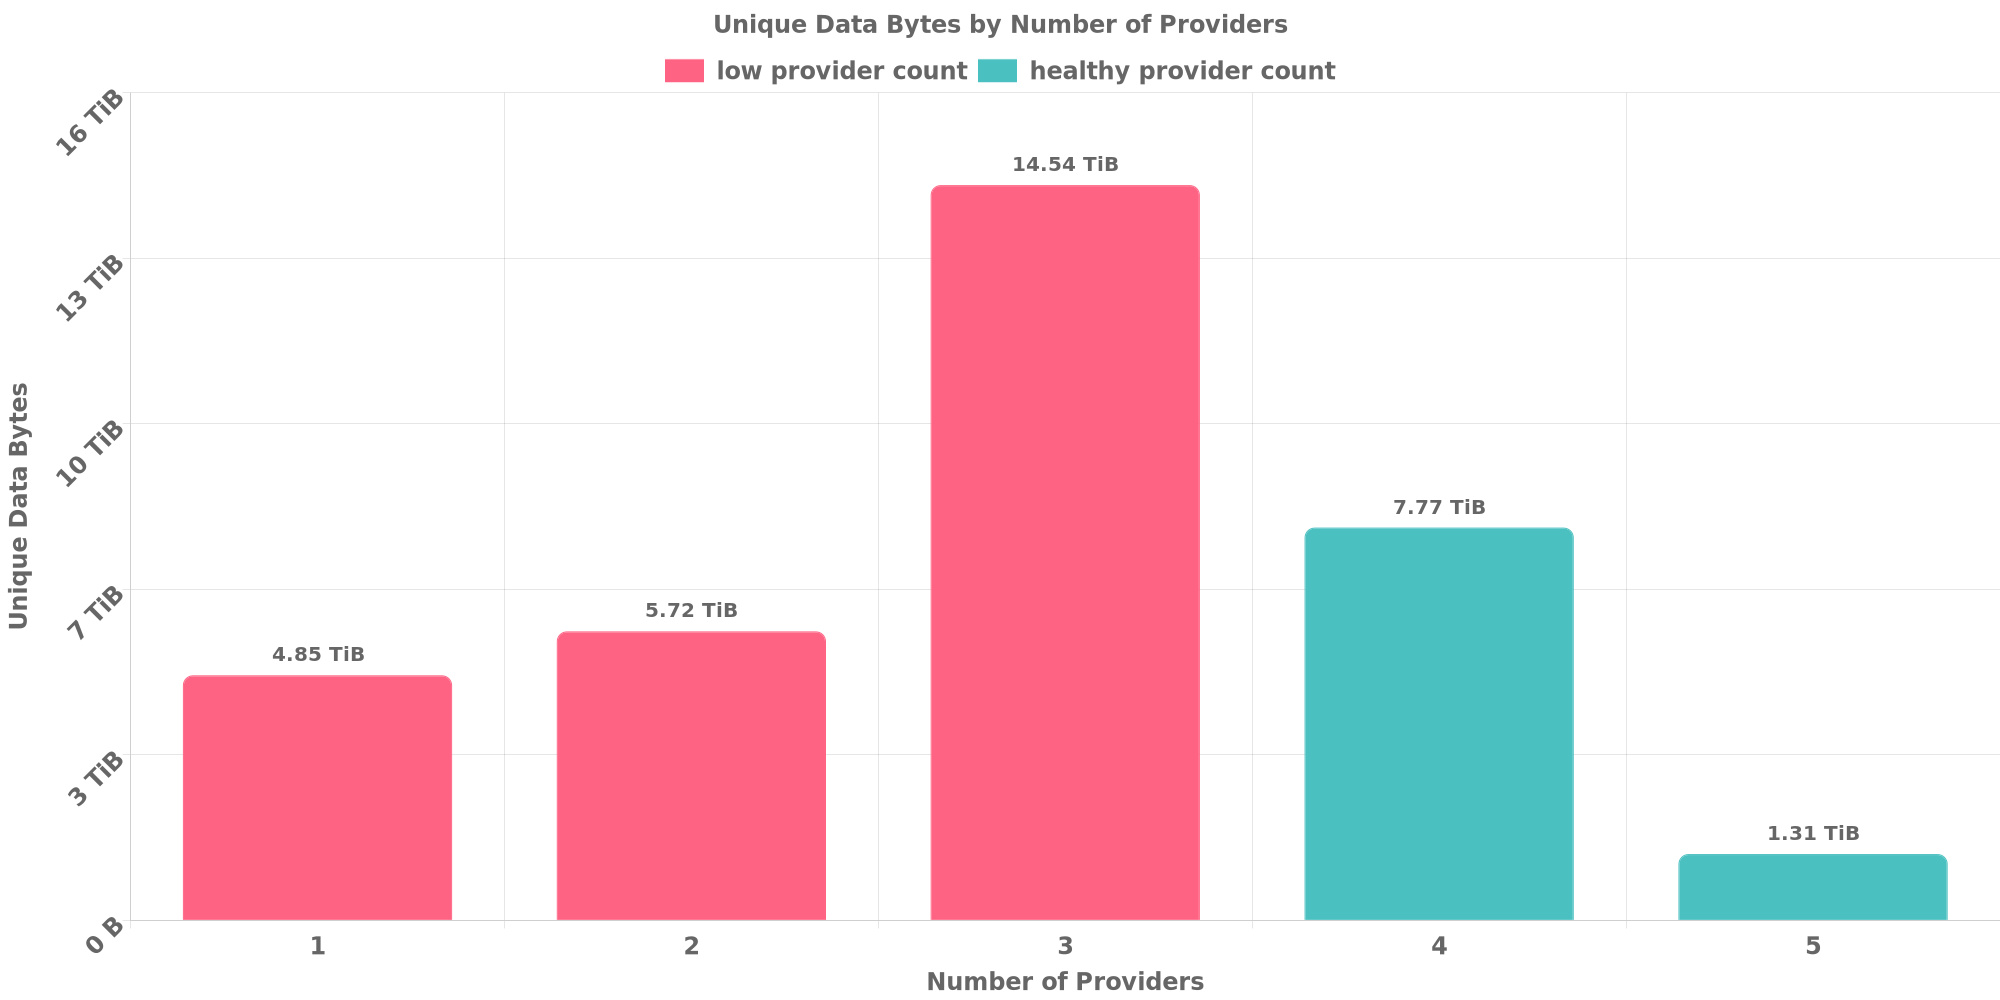 Unique Data Bytes by Number of Providers
low provider count healthy provider count
16 TiB
13 TiB
10 TiB
7 TiB
3 TiB
0 B
Unique Data Bytes
4.85 TiB
5.72 TiB
14.54 TiB
7.77 TiB
1.31 TiB
1 2 3 4 5
Number of Providers